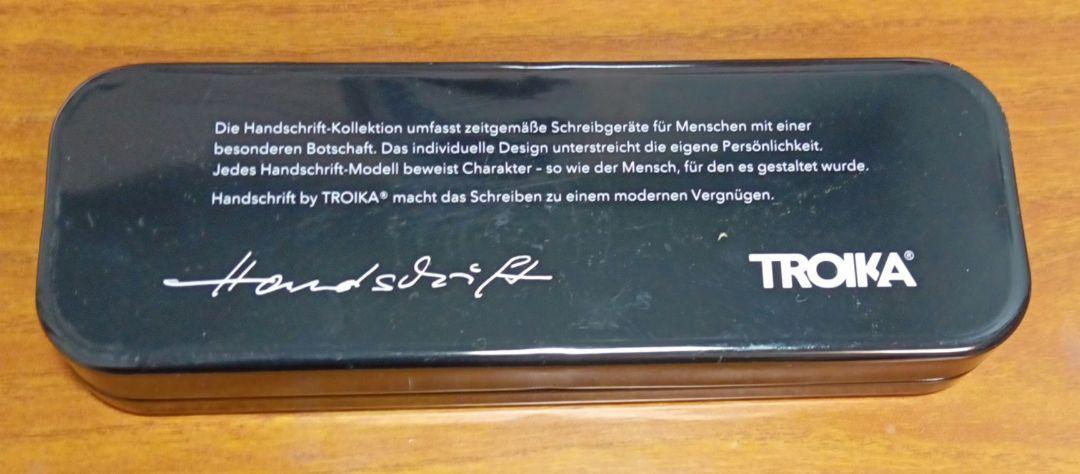 Die Handschrift-Kollektion umfasst zeitgemäße Schreibgeräte für Menschen mit einer
besonderen Botschaft. Das individuelle Design unterstreicht die eigene Persönlichkeit.
Jedes Handschrift-Modell beweist Charakter – so wie der Mensch, für den es gestaltet wurde.
Handschrift by TROIKA® macht das Schreiben zu einem modernen Vergnügen.
Handschrift
TROIKA®